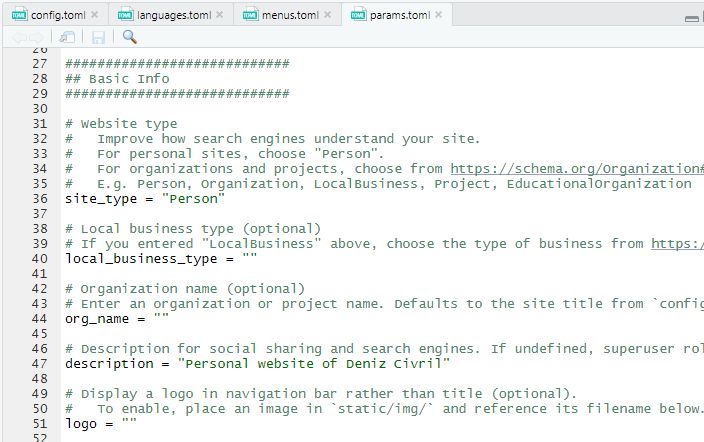 config.toml languages.toml menus.toml params.toml
26
27 ############################
28 ## Basic Info
29 ############################
30
31 # Website type
32 #   Improve how search engines understand your site.
33 #   For personal sites, choose "Person".
34 #   For organizations and projects, choose from https://schema.org/Organization#
35 #   E.g. Person, Organization, LocalBusiness, Project, EducationalOrganization
36 site_type = "Person"
37
38 # Local business type (optional)
39 # If you entered "LocalBusiness" above, choose the type of business from https:/
40 local_business_type = ""
41
42 # Organization name (optional)
43 # Enter an organization or project name. Defaults to the site title from `config
44 org_name = ""
45
46 # Description for social sharing and search engines. If undefined, superuser rol
47 description = "Personal website of Deniz Civril"
48
49 # Display a logo in navigation bar rather than title (optional).
50 #   To enable, place an image in `static/img/` and reference its filename below.
51 logo = ""
52